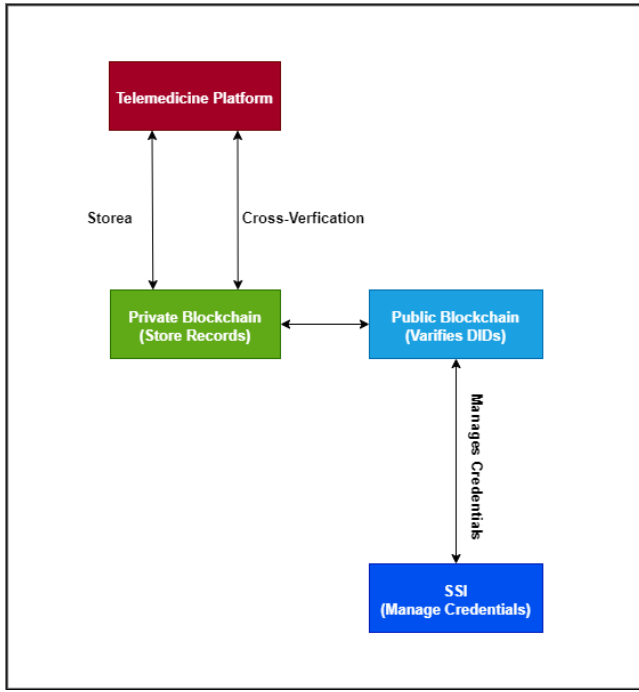 Telemedicine Platform
Storea
Cross-Verfication
Private Blockchain
(Store Records)
Public Blockchain
(Varifies DIDs)
Manages Credentials
SSI
(Manage Credentials)